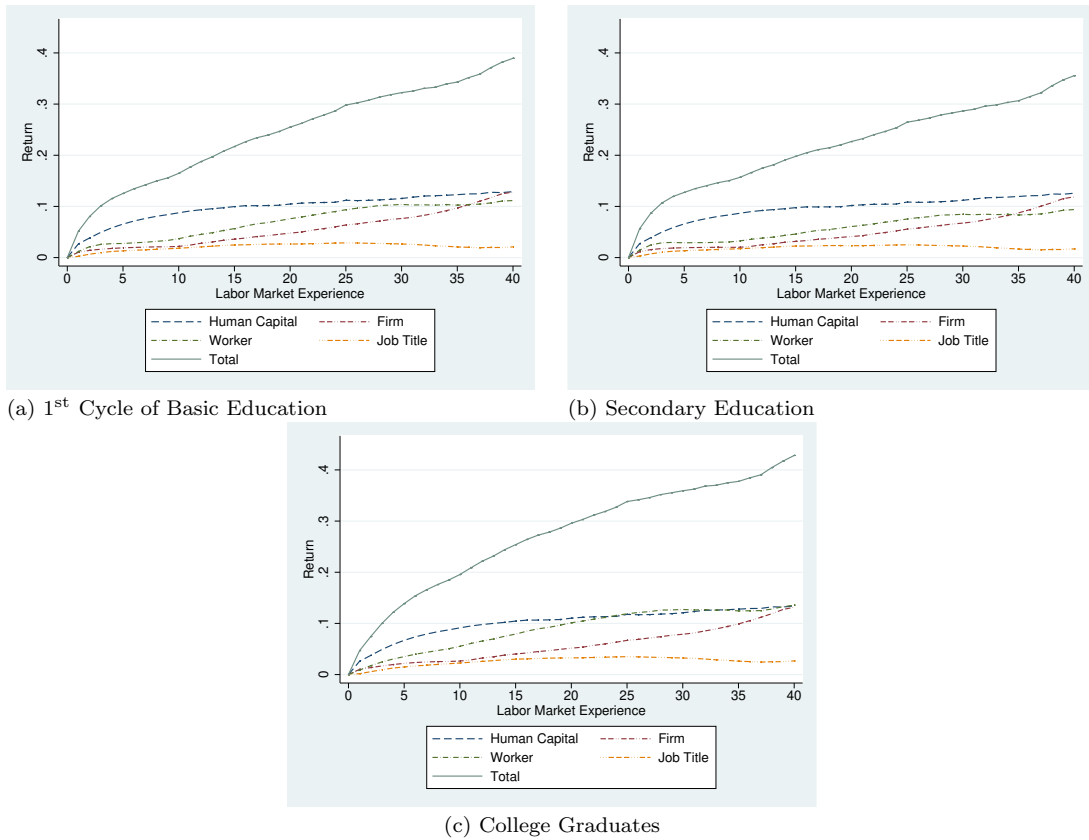 .4
.3
Return
.2
.1
0
0 5 10 15 20 25 30 35 40
Labor Market Experience
Human Capital Firm
Worker Job Title
Total
(a) 1st Cycle of Basic Education
.4
.3
Return
.2
.1
0
0 5 10 15 20 25 30 35 40
Labor Market Experience
Human Capital Firm
Worker Job Title
Total
(b) Secondary Education
.4
.3
Return
.2
.1
0
0 5 10 15 20 25 30 35 40
Labor Market Experience
Human Capital Firm
Worker Job Title
Total
(c) College Graduates